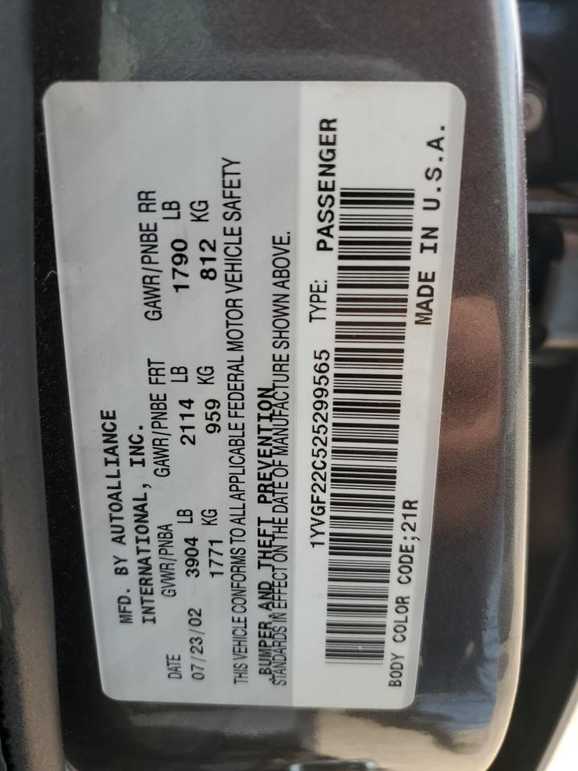 MFD. BY AUTOALLIANCE
INTERNATIONAL, INC.
DATE GVWR/PNBA GAWR/PNBE FRT GAWR/PNBE RR
07/23/02 3904 LB 2114 LB 1790 LB
1771 KG 959 KG 812 KG
THIS VEHICLE CONFORMS TO ALL APPLICABLE FEDERAL MOTOR VEHICLE SAFETY
BUMPER, AND THEFT PREVENTION
STANDARDS IN EFFECT ON THE DATE OF MANUFACTURE SHOWN ABOVE.
1YVGF22C525299565 TYPE: PASSENGER
BODY COLOR CODE;21R MADE IN U.S.A.